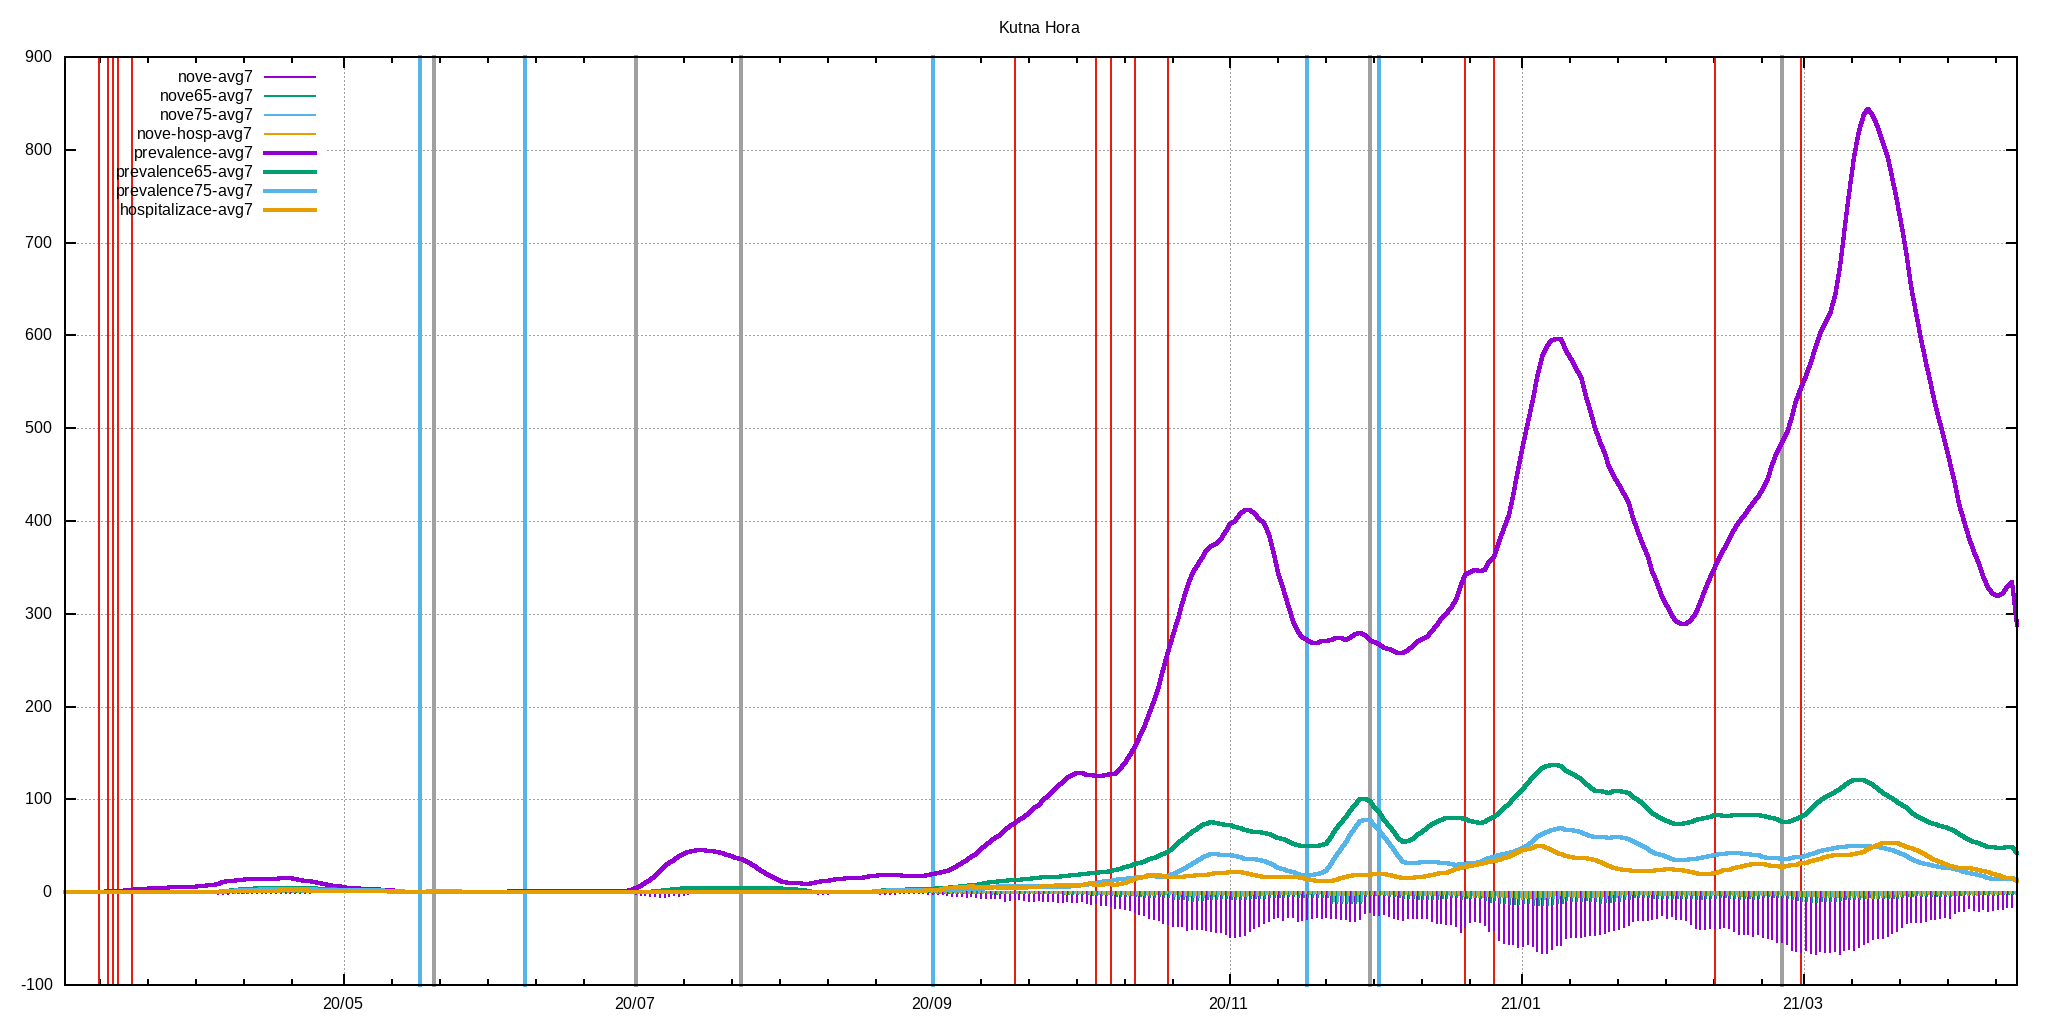 Kutna Hora
900
800
700
600
500
400
300
200
100
0
-100
nove-avg7
nove65-avg7
nove75-avg7
nove-hosp-avg7
prevalence-avg7
prevalence65-avg7
prevalence75-avg7
hospitalizace-avg7
20/05
20/07
20/09
20/11
21/01
21/03